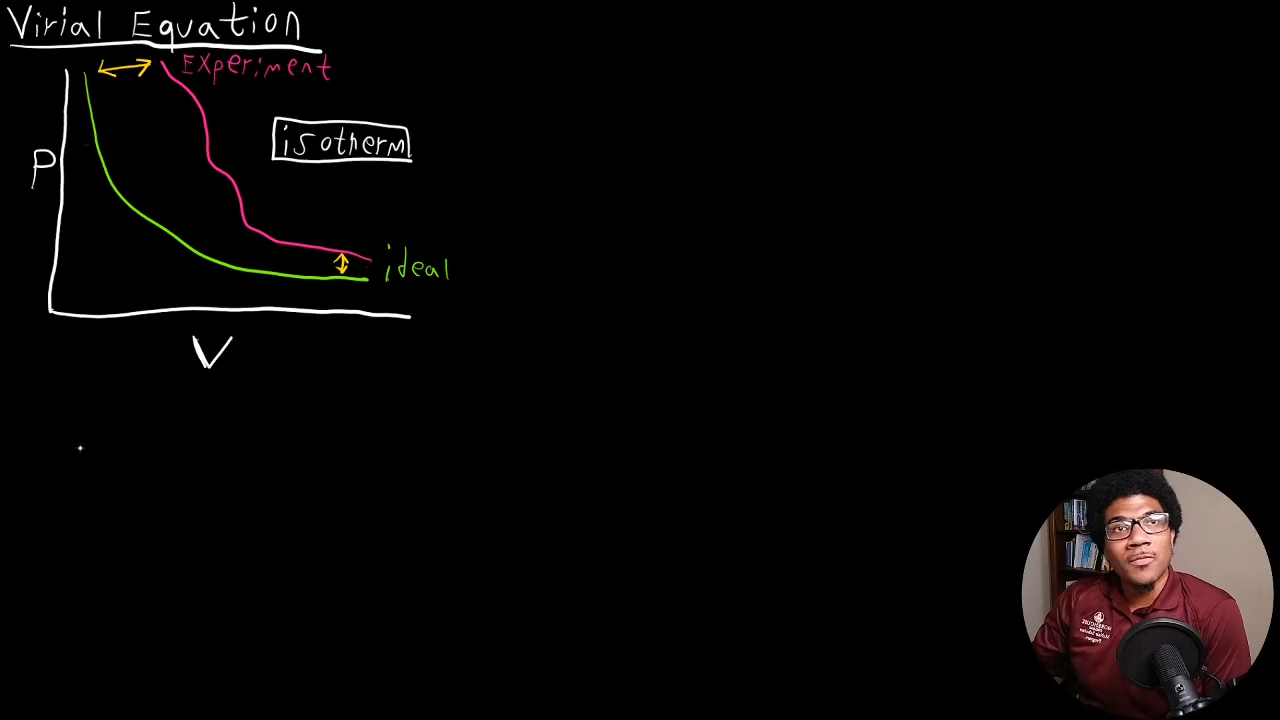 Virial Equation
Experiment
isotherm
P
ideal
V